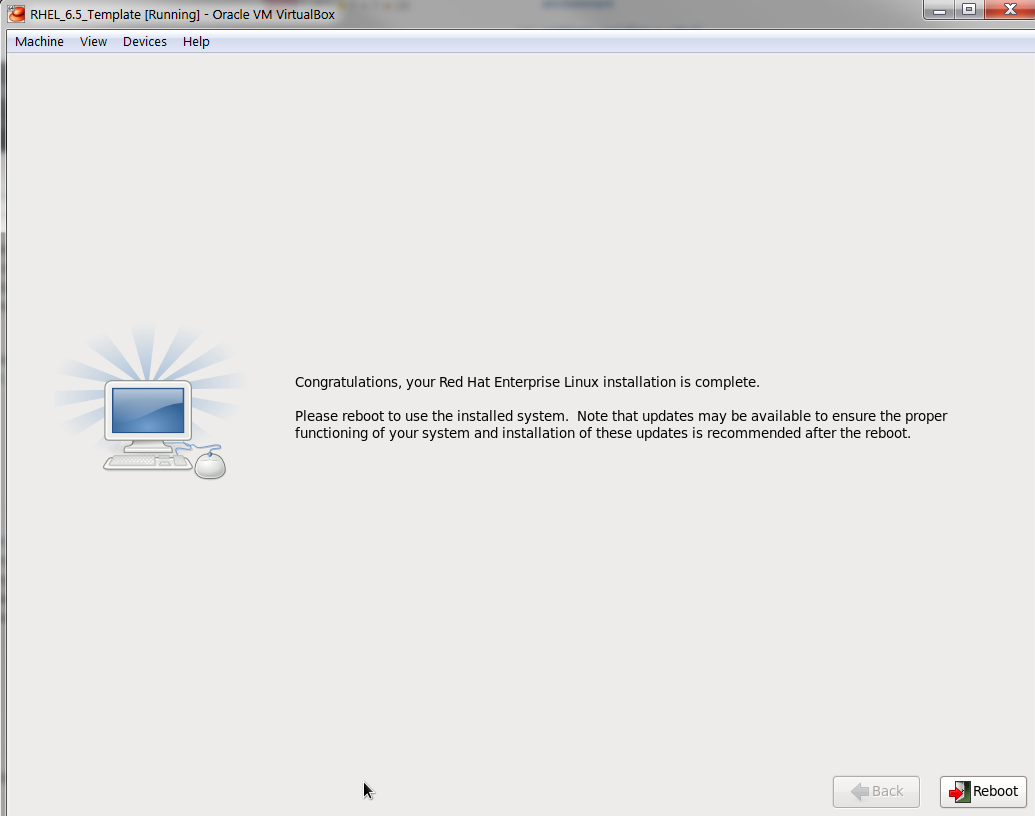 RHEL_6.5_Template [Running] - Oracle VM VirtualBox
Machine View Devices Help
Congratulations, your Red Hat Enterprise Linux installation is complete.
Please reboot to use the installed system.  Note that updates may be available to ensure the proper
functioning of your system and installation of these updates is recommended after the reboot.
Back Reboot